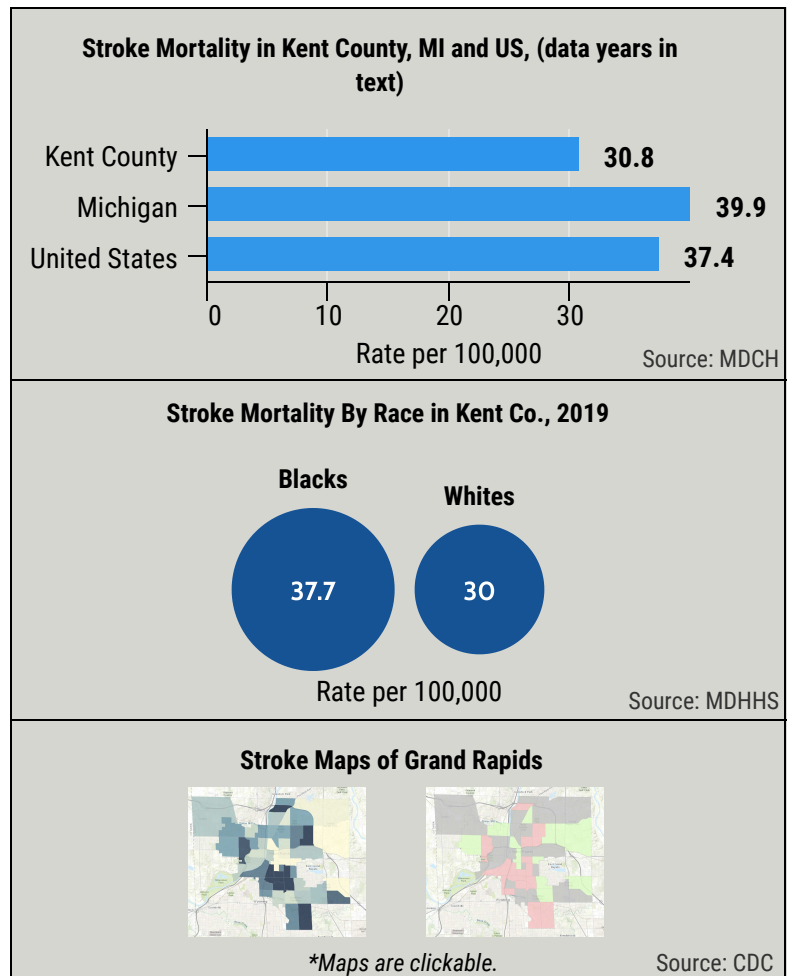 Stroke Mortality in Kent County, MI and US, (data years in
text)
Kent County
30.8
Michigan
39.9
United States
37.4
0 10 20 30
Rate per 100,000
Source: MDCH
Stroke Mortality By Race in Kent Co., 2019
Blacks
Whites
37.7
30
Rate per 100,000
Source: MDHHS
Stroke Maps of Grand Rapids
*Maps are clickable.
Source: CDC